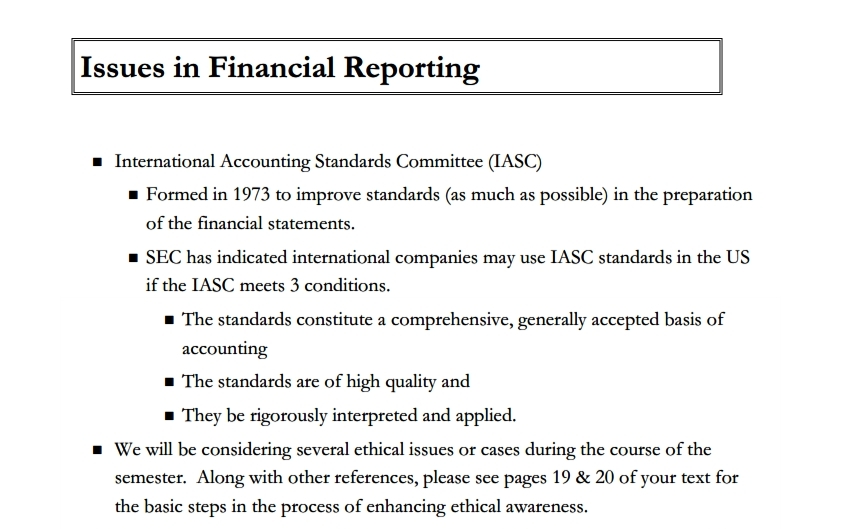 Issues in Financial Reporting
■ International Accounting Standards Committee (IASC)
■ Formed in 1973 to improve standards (as much as possible) in the preparation
of the financial statements.
■ SEC has indicated international companies may use IASC standards in the US
if the IASC meets 3 conditions.
■ The standards constitute a comprehensive, generally accepted basis of
accounting
■ The standards are of high quality and
■ They be rigorously interpreted and applied.
■ We will be considering several ethical issues or cases during the course of the
semester.  Along with other references, please see pages 19 & 20 of your text for
the basic steps in the process of enhancing ethical awareness.